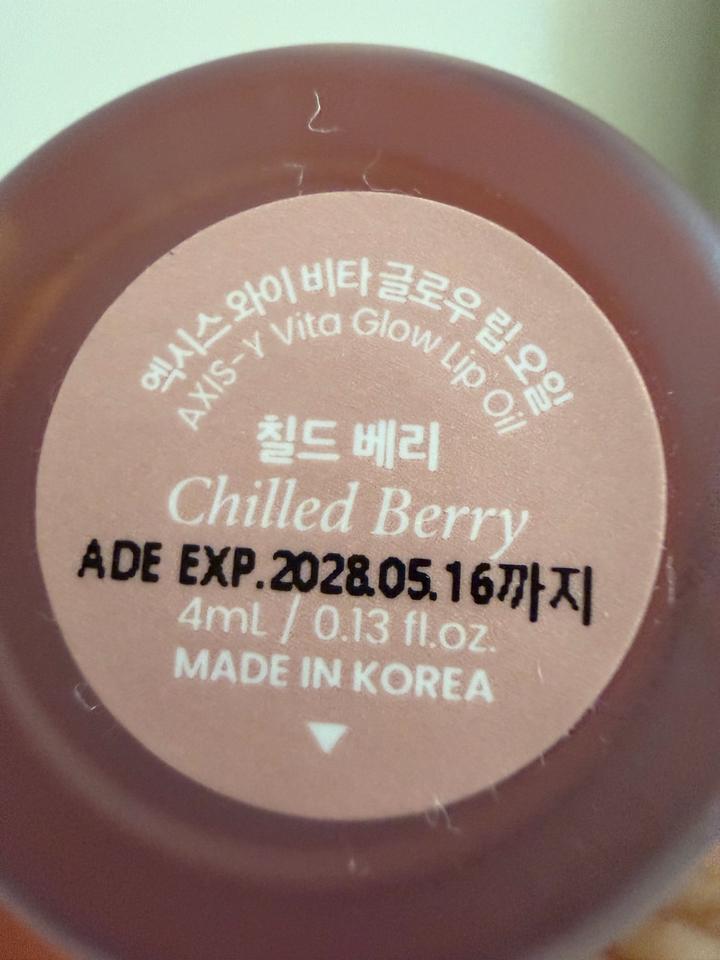 엑시스 와이 비타 글로우 립 오일
AXIS-Y Vita Glow Lip Oil
칠드 베리
Chilled Berry
ADE EXP.2028.05.16까지
4mL / 0.13 fl.oz.
MADE IN KOREA